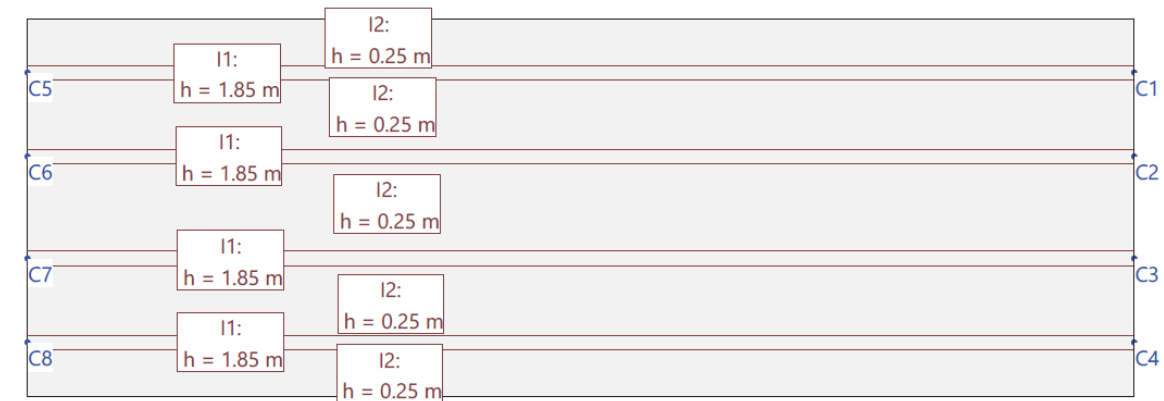 I2:
h = 0.25 m
I1:
h = 1.85 m
C5
C1
I2:
h = 0.25 m
I1:
h = 1.85 m
C6
C2
I2:
h = 0.25 m
I1:
h = 1.85 m
C7
C3
I2:
h = 0.25 m
I1:
h = 1.85 m
C8
C4
I2:
h = 0.25 m